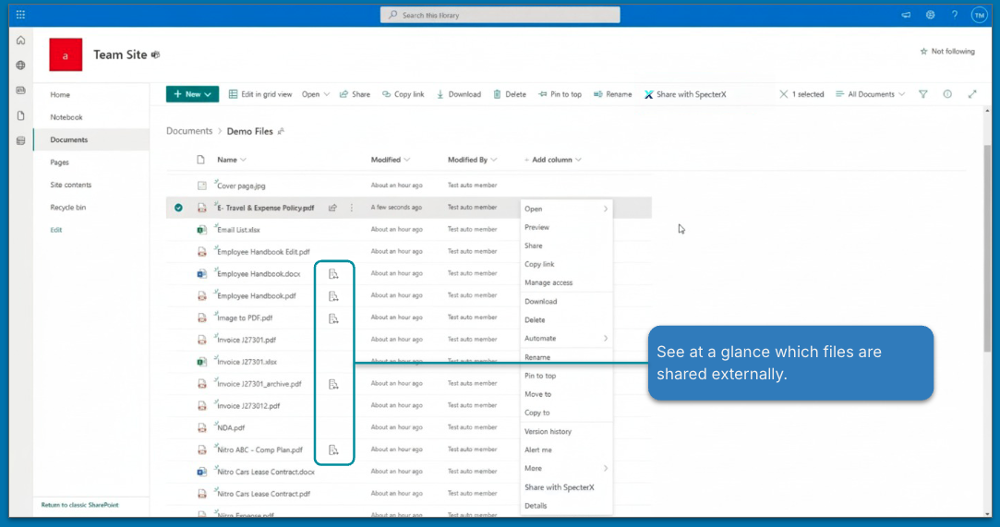 Search this library
TM
a
Team Site
Not following
Home
Notebook
Documents
Pages
Site contents
Recycle bin
Edit
Return to classic SharePoint
+ New
Edit in grid view
Open
Share
Copy link
Download
Delete
Pin to top
Rename
Share with SpecterX
1 selected
All Documents
Documents > Demo Files
Name
Modified
Modified By
+ Add column
Cover page.jpg About an hour ago Test auto member
E- Travel & Expense Policy.pdf A few seconds ago Test auto member
Email List.xlsx About an hour ago Test auto member
Employee Handbook Edit.pdf About an hour ago Test auto member
Employee Handbook.docx About an hour ago Test auto member
Employee Handbook.pdf About an hour ago Test auto member
Image to PDF.pdf About an hour ago Test auto member
Invoice J27301.pdf About an hour ago Test auto member
Invoice J27301.xlsx About an hour ago Test auto member
Invoice J27301_archive.pdf About an hour ago Test auto member
Invoice J273012.pdf About an hour ago Test auto member
NDA.pdf About an hour ago Test auto member
Nitro ABC - Comp Plan.pdf About an hour ago Test auto member
Nitro Cars Lease Contract.docx About an hour ago Test auto member
Nitro Cars Lease Contract.pdf About an hour ago Test auto member
Nitro Expense.pdf About an hour ago Test auto member
Open
Preview
Share
Copy link
Manage access
Download
Delete
Automate
Rename
Pin to top
Move to
Copy to
Version history
Alert me
More
Share with SpecterX
Details
See at a glance which files are
shared externally.